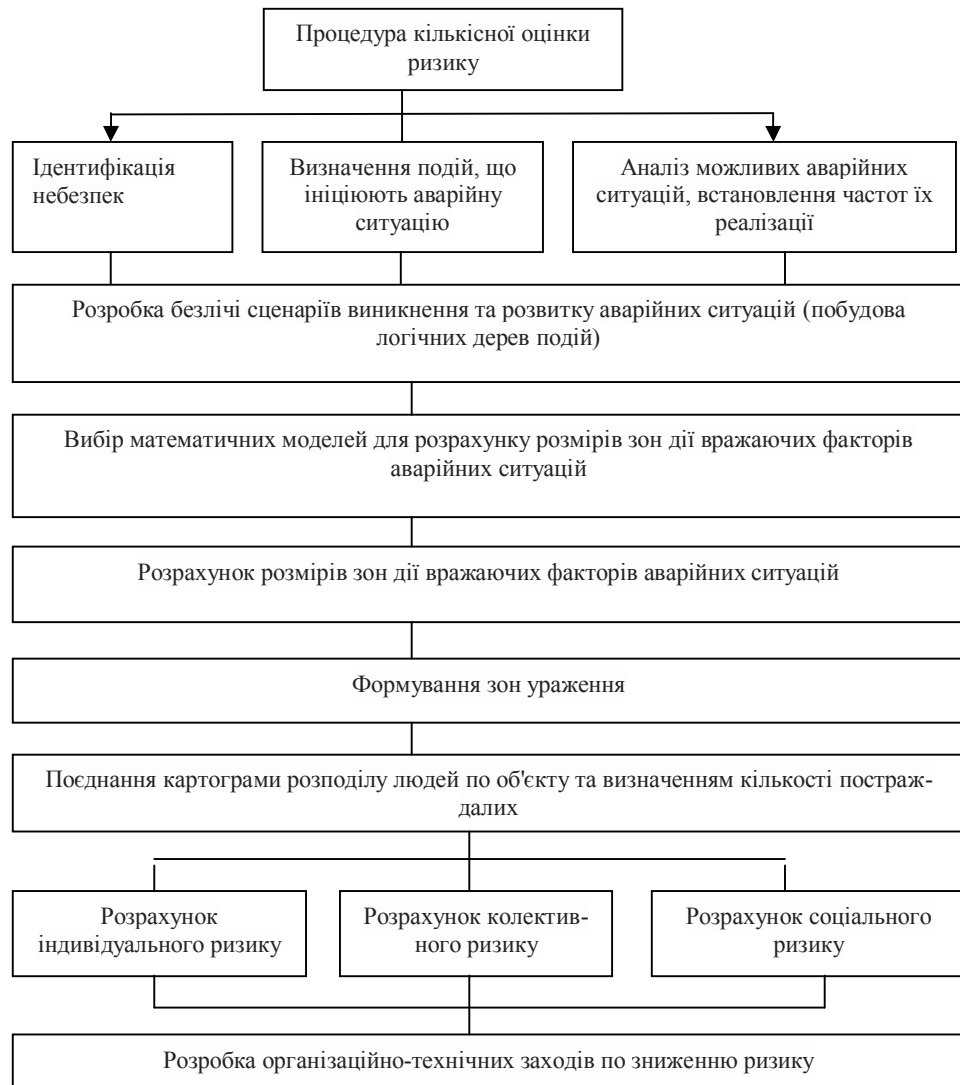 Процедура кількісної оцінки
ризику
Ідентифікація
небезпек
Визначення подій, що
ініціюють аварійну
ситуацію
Аналіз можливих аварійних
ситуацій, встановлення частот їх
реалізації
Розробка безлічі сценаріїв виникнення та розвитку аварійних ситуацій (побудова
логічних дерев подій)
Вибір математичних моделей для розрахунку розмірів зон дії вражаючих факторів
аварійних ситуацій
Розрахунок розмірів зон дії вражаючих факторів аварійних ситуацій
Формування зон ураження
Поєднання картограми розподілу людей по об'єкту та визначенням кількості постраж-
далих
Розрахунок
індивідуального ризику
Розрахунок колектив-
ного ризику
Розрахунок соціального
ризику
Розробка організаційно-технічних заходів по зниженню ризику